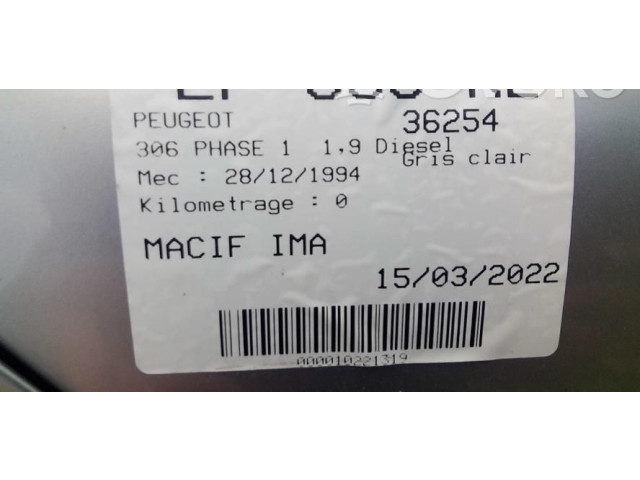 PEUGEOT 36254
306 PHASE 1 1,9 Diesel
Gris clair
Mec : 28/12/1994
Kilometrage : 0
MACIF IMA
15/03/2022
000010221319